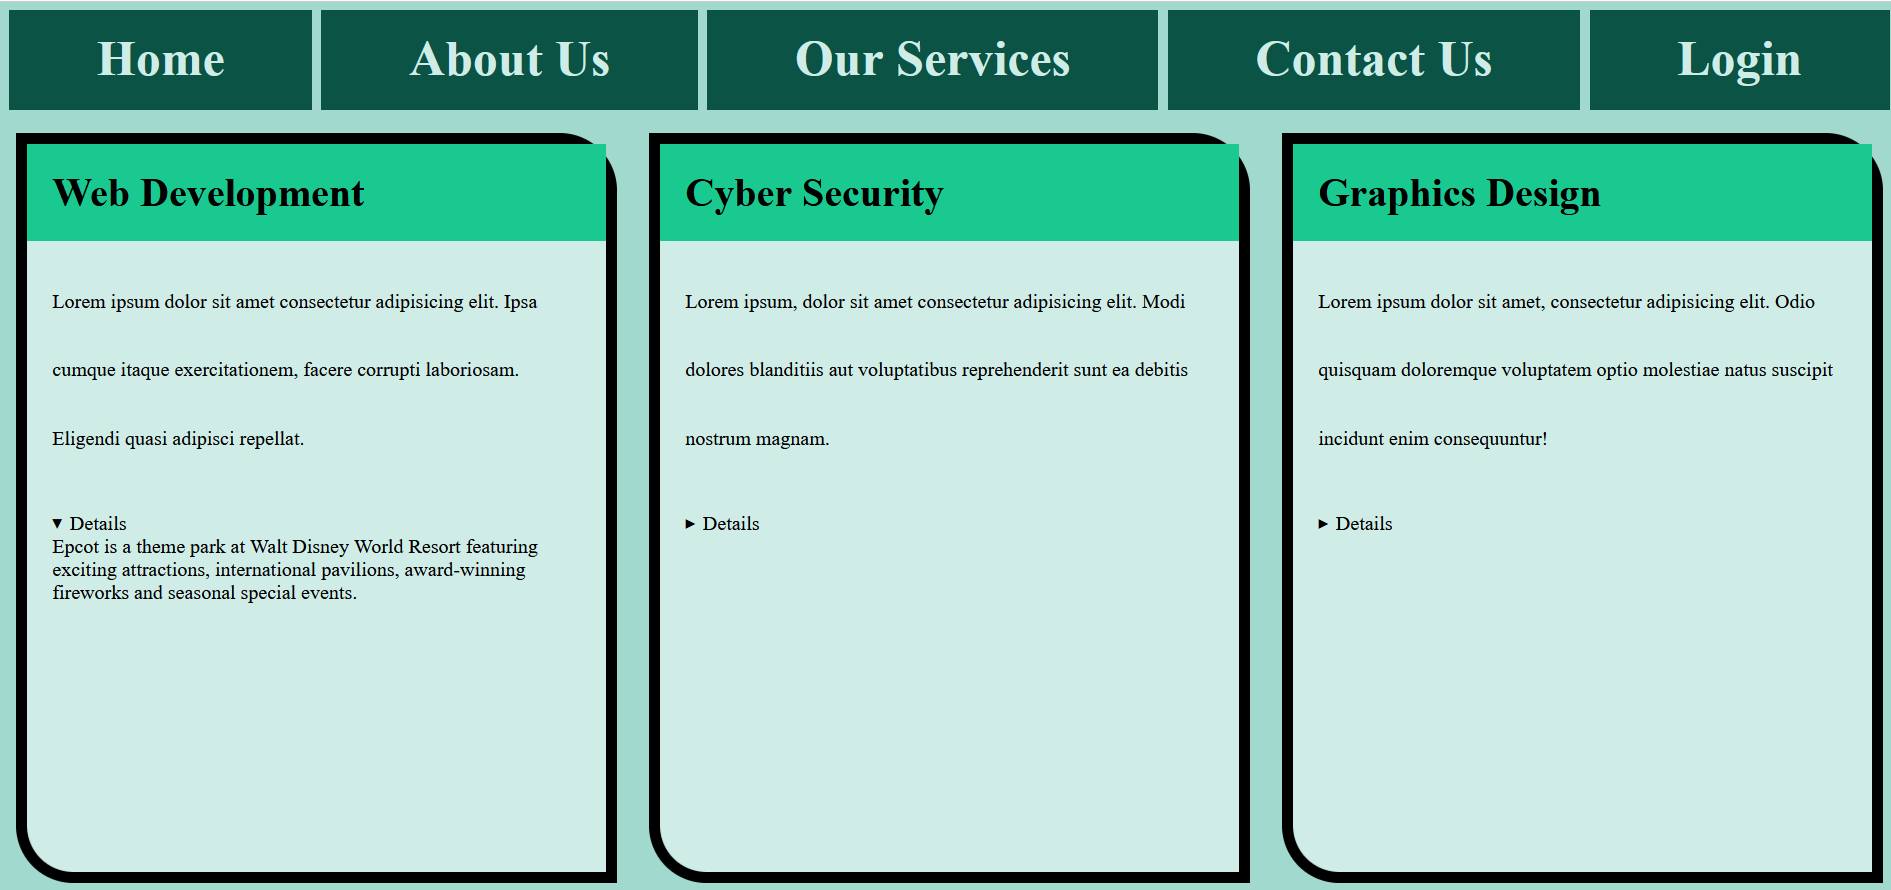 Home
About Us
Our Services
Contact Us
Login
Web Development
Lorem ipsum dolor sit amet consectetur adipisicing elit. Ipsa
cumque itaque exercitationem, facere corrupti laboriosam.
Eligendi quasi adipisci repellat.
▼ Details
Epcot is a theme park at Walt Disney World Resort featuring
exciting attractions, international pavilions, award-winning
fireworks and seasonal special events.
Cyber Security
Lorem ipsum, dolor sit amet consectetur adipisicing elit. Modi
dolores blanditiis aut voluptatibus reprehenderit sunt ea debitis
nostrum magnam.
► Details
Graphics Design
Lorem ipsum dolor sit amet, consectetur adipisicing elit. Odio
quisquam doloremque voluptatem optio molestiae natus suscipit
incidunt enim consequuntur!
► Details